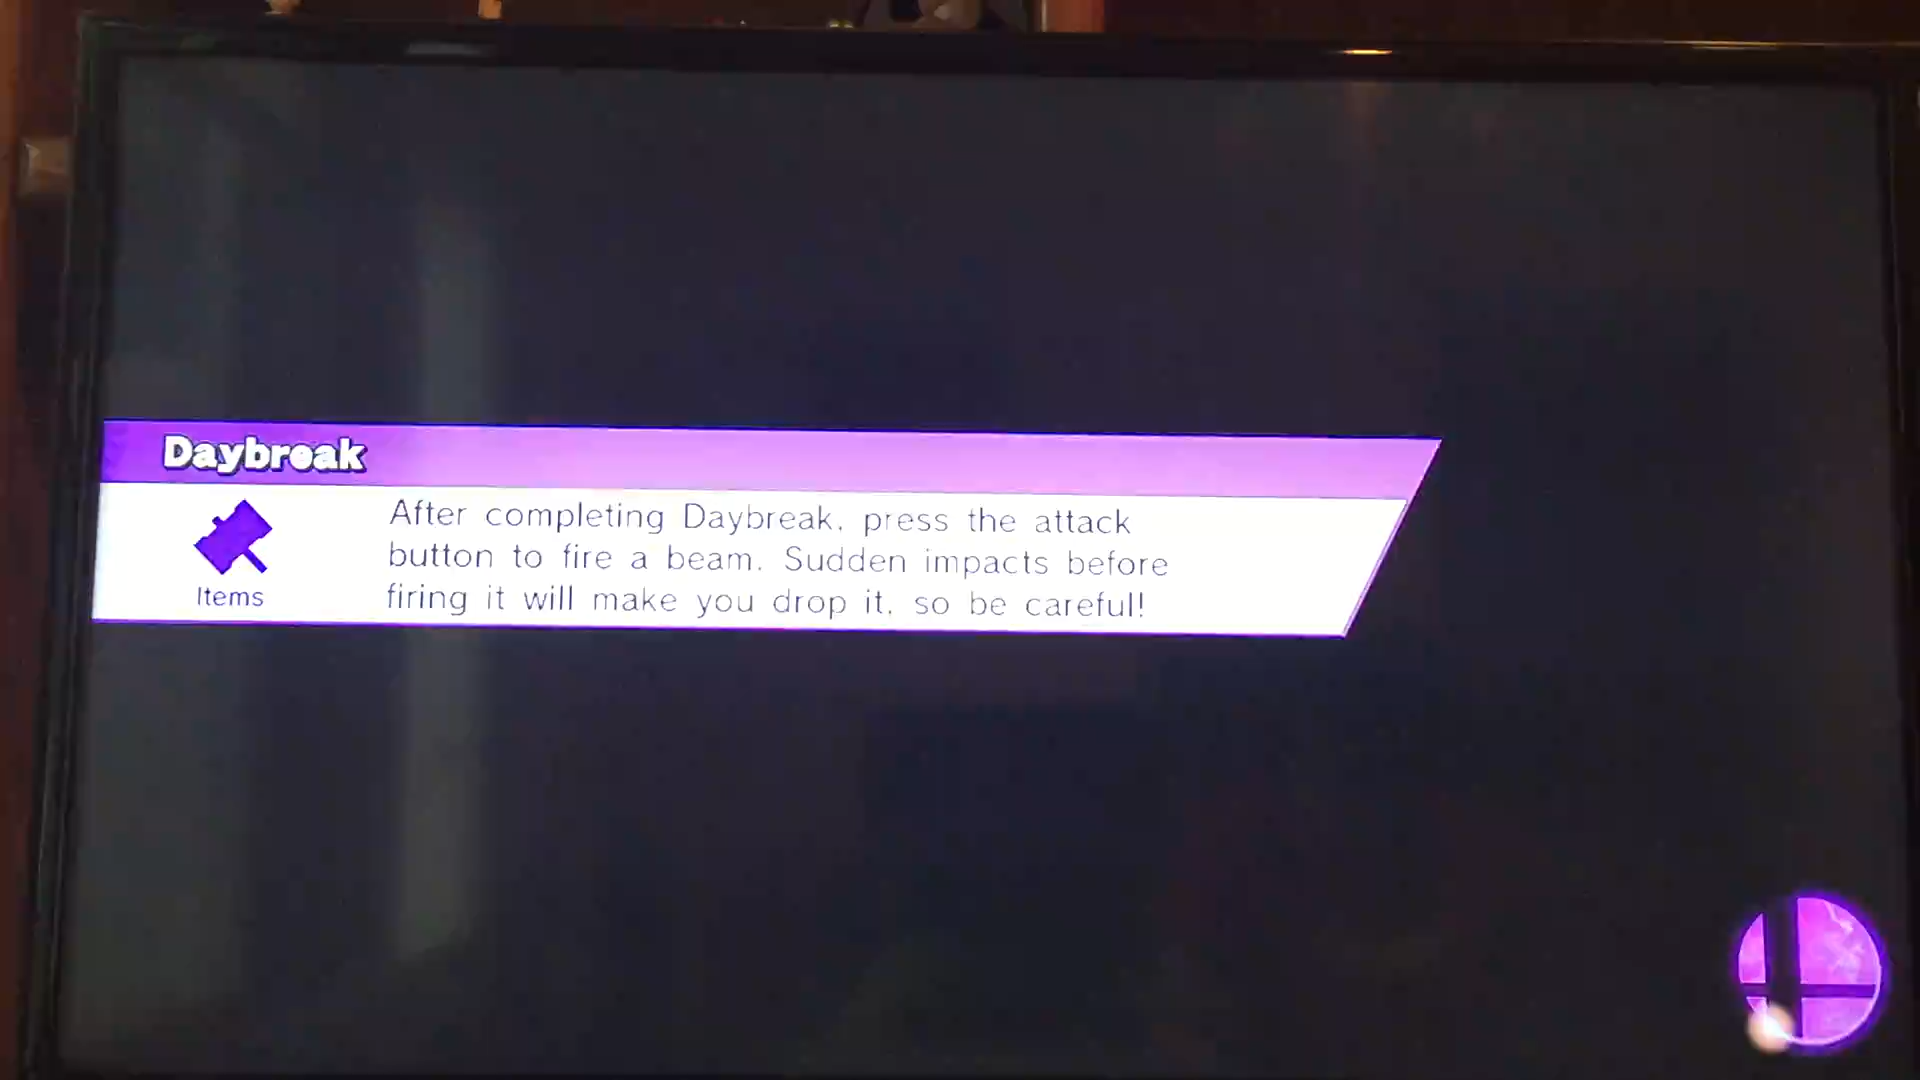 Daybreak
After completing Daybreak, press the attack
button to fire a beam. Sudden impacts before
firing it will make you drop it, so be careful!
Items